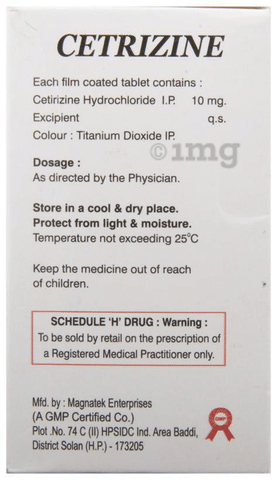 CETRIZINE
Each film coated tablet contains :
Cetirizine Hydrochloride I.P. 10 mg.
Excipient q.s.
Colour : Titanium Dioxide IP.
Dosage :
As directed by the Physician.
©1mg
Store in a cool & dry place.
Protect from light & moisture.
Temperature not exceeding 25°C
Keep the medicine out of reach
of children.
SCHEDULE 'H' DRUG : Warning :
To be sold by retail on the prescription of
a Registered Medical Practitioner only.
Mfd. by : Magnatek Enterprises
(A GMP Certified Co.)
Plot .No. 74 C (II) HPSIDC Ind. Area Baddi,
District Solan (H.P.) - 173205
GMP